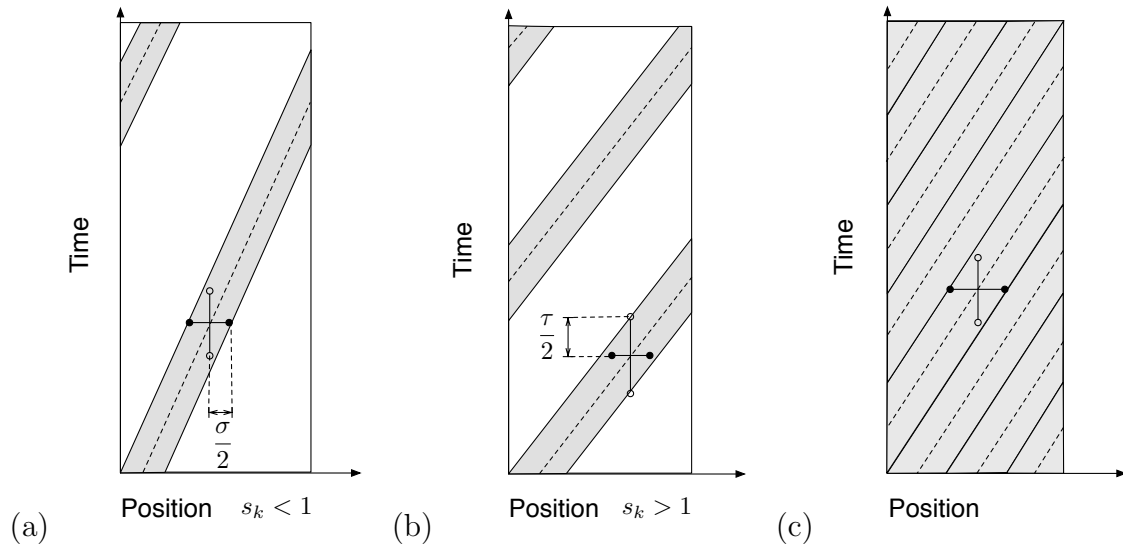 Time
σ
2
Position s_k < 1
(a)
Time
τ
2
Position s_k > 1
(b)
Time
Position
(c)